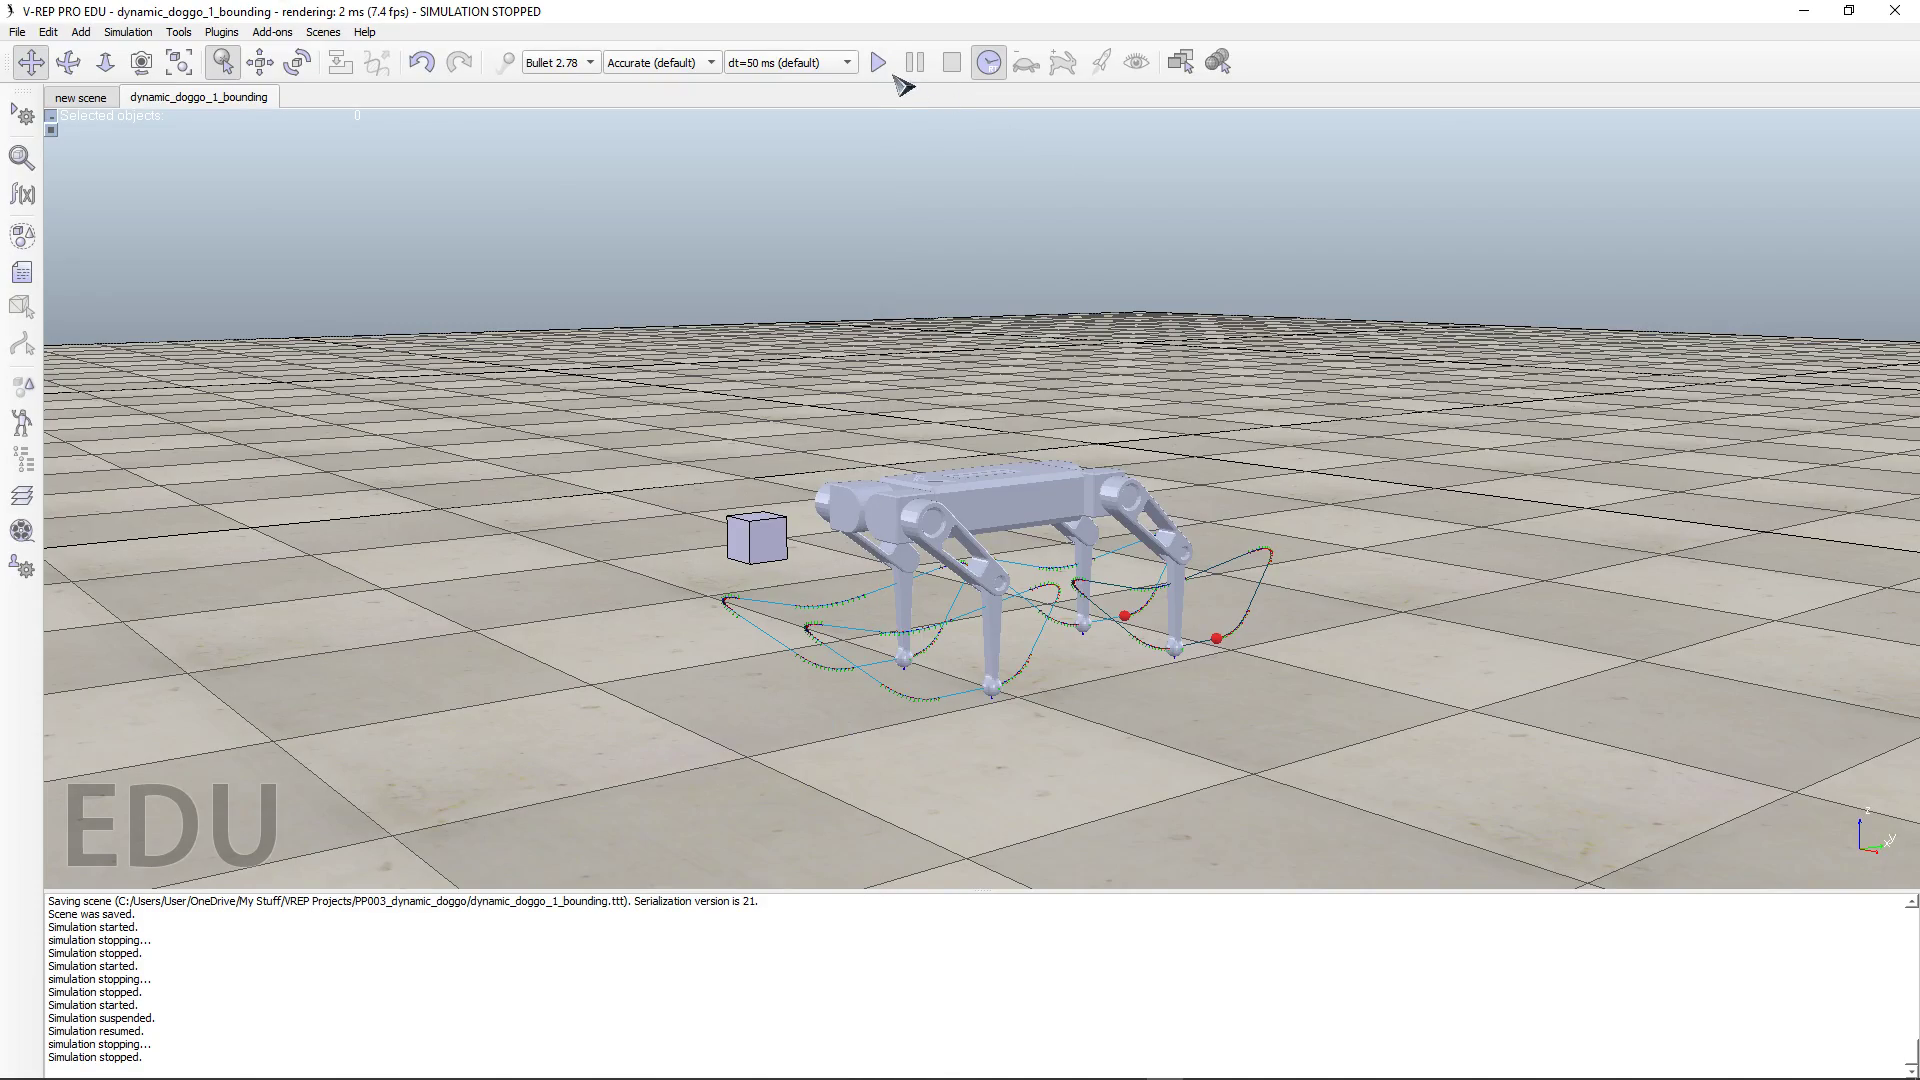 V-REP PRO EDU - dynamic_doggo_1_bounding - rendering: 2 ms (7.4 fps) - SIMULATION STOPPED
File Edit Add Simulation Tools Plugins Add-ons Scenes Help
Bullet 2.78 Accurate (default) dt=50 ms (default)
new scene dynamic_doggo_1_bounding
Selected objects: 0
f(x)
EDU
z
x y
Saving scene (C:/Users/User/OneDrive/My Stuff/VREP Projects/PP003_dynamic_doggo/dynamic_doggo_1_bounding.ttt). Serialization version is 21.
Scene was saved.
Simulation started.
simulation stopping...
Simulation stopped.
Simulation started.
simulation stopping...
Simulation stopped.
Simulation started.
Simulation suspended.
Simulation resumed.
simulation stopping...
Simulation stopped.